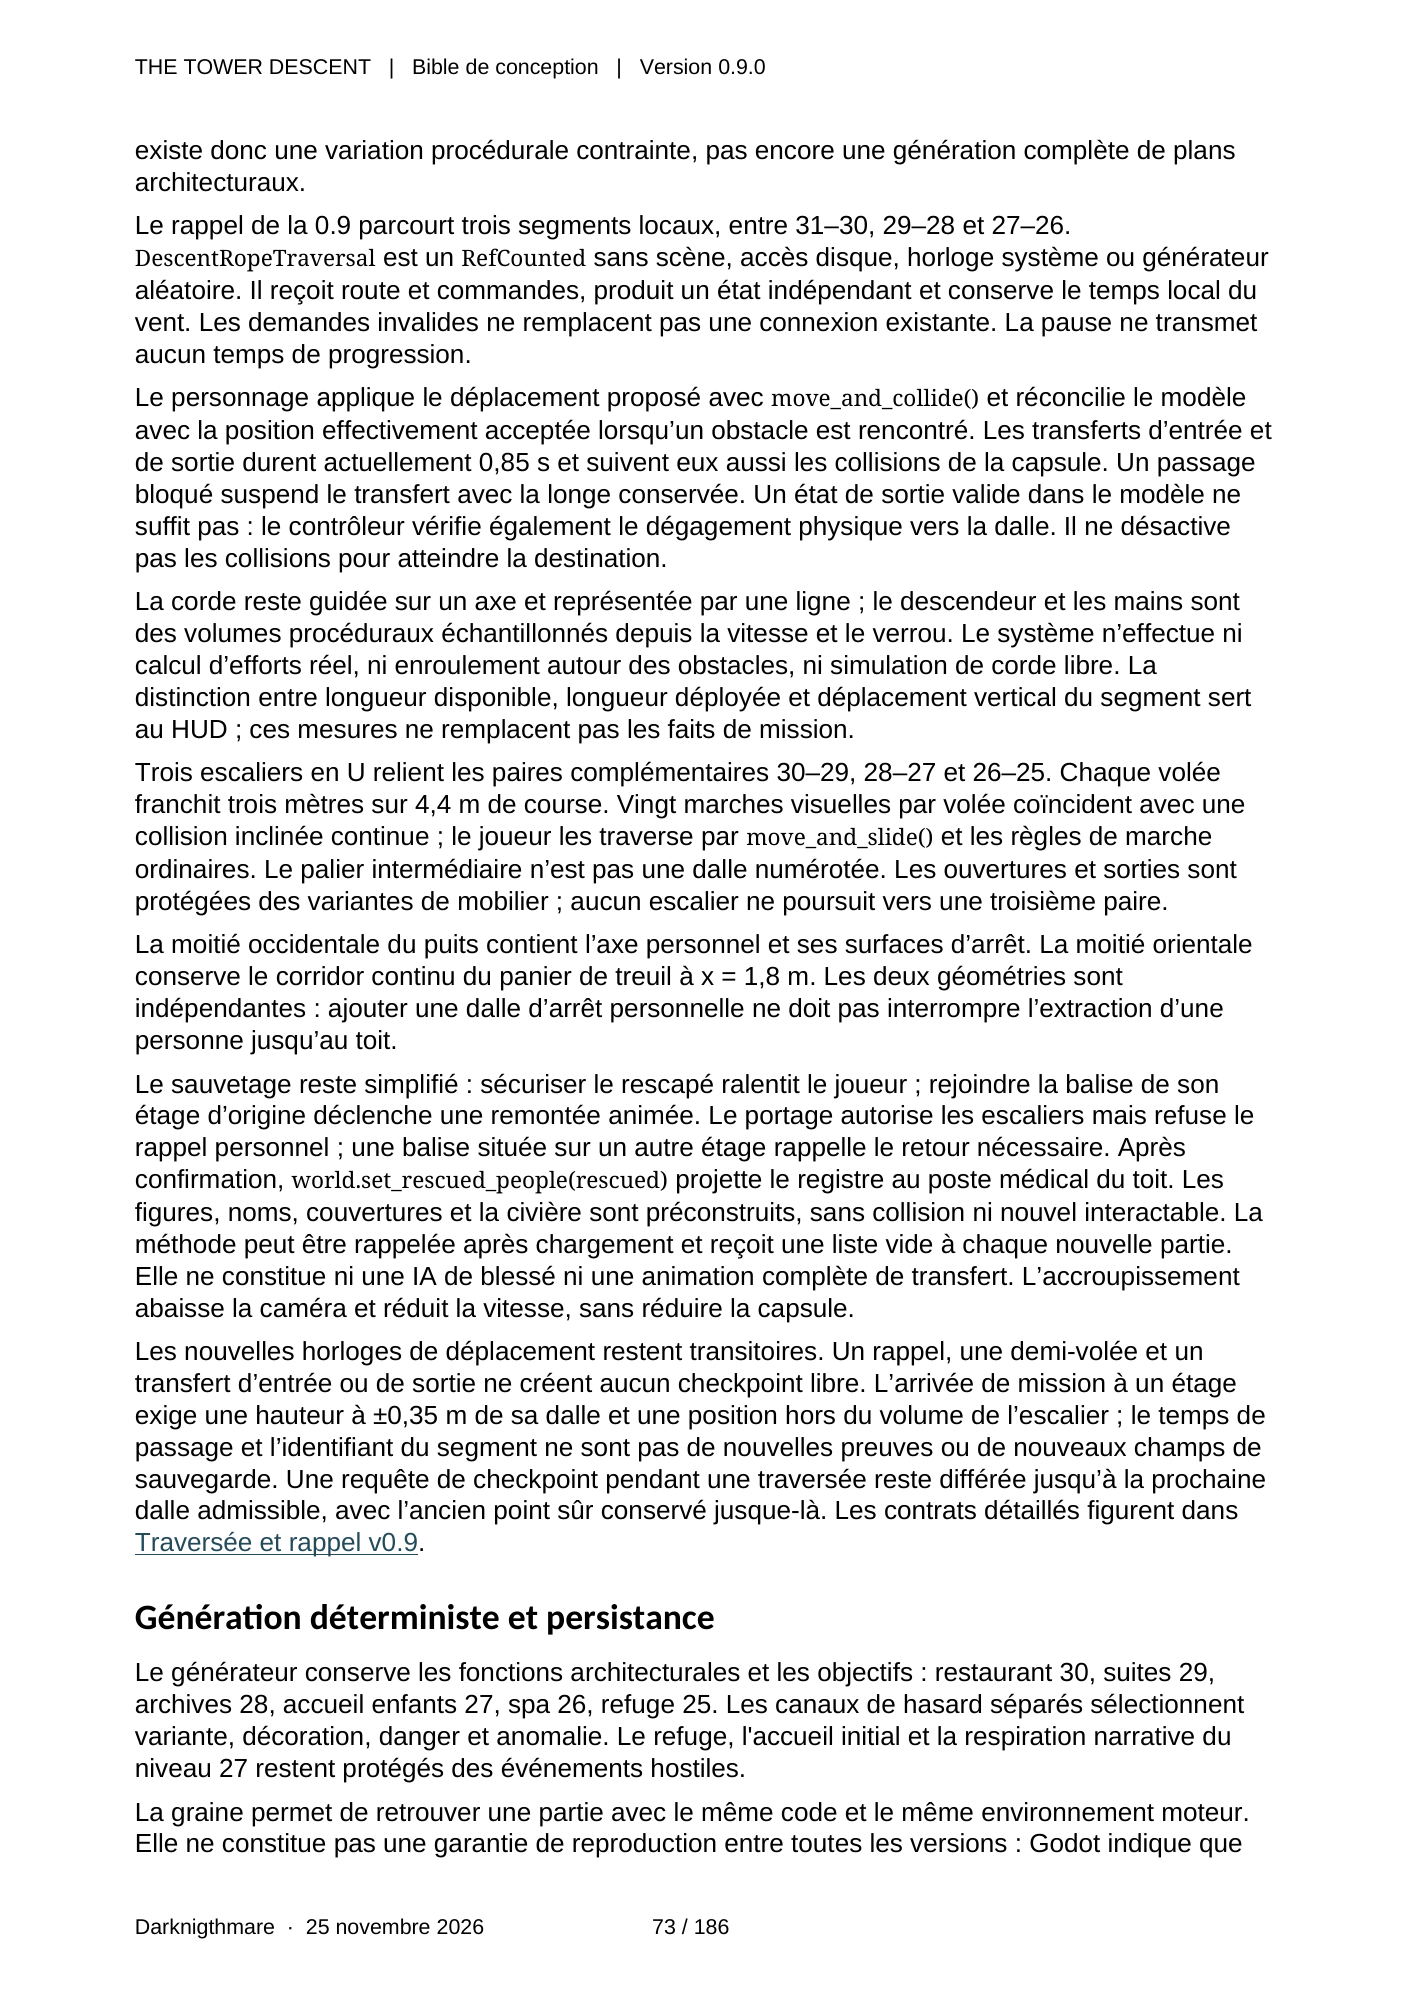 THE TOWER DESCENT | Bible de conception | Version 0.9.0
existe donc une variation procédurale contrainte, pas encore une génération complète de plans
architecturaux.
Le rappel de la 0.9 parcourt trois segments locaux, entre 31–30, 29–28 et 27–26.
DescentRopeTraversal est un RefCounted sans scène, accès disque, horloge système ou générateur
aléatoire. Il reçoit route et commandes, produit un état indépendant et conserve le temps local du
vent. Les demandes invalides ne remplacent pas une connexion existante. La pause ne transmet
aucun temps de progression.
Le personnage applique le déplacement proposé avec move_and_collide() et réconcilie le modèle
avec la position effectivement acceptée lorsqu’un obstacle est rencontré. Les transferts d’entrée et
de sortie durent actuellement 0,85 s et suivent eux aussi les collisions de la capsule. Un passage
bloqué suspend le transfert avec la longe conservée. Un état de sortie valide dans le modèle ne
suffit pas : le contrôleur vérifie également le dégagement physique vers la dalle. Il ne désactive
pas les collisions pour atteindre la destination.
La corde reste guidée sur un axe et représentée par une ligne ; le descendeur et les mains sont
des volumes procéduraux échantillonnés depuis la vitesse et le verrou. Le système n’effectue ni
calcul d’efforts réel, ni enroulement autour des obstacles, ni simulation de corde libre. La
distinction entre longueur disponible, longueur déployée et déplacement vertical du segment sert
au HUD ; ces mesures ne remplacent pas les faits de mission.
Trois escaliers en U relient les paires complémentaires 30–29, 28–27 et 26–25. Chaque volée
franchit trois mètres sur 4,4 m de course. Vingt marches visuelles par volée coïncident avec une
collision inclinée continue ; le joueur les traverse par move_and_slide() et les règles de marche
ordinaires. Le palier intermédiaire n’est pas une dalle numérotée. Les ouvertures et sorties sont
protégées des variantes de mobilier ; aucun escalier ne poursuit vers une troisième paire.
La moitié occidentale du puits contient l’axe personnel et ses surfaces d’arrêt. La moitié orientale
conserve le corridor continu du panier de treuil à x = 1,8 m. Les deux géométries sont
indépendantes : ajouter une dalle d’arrêt personnelle ne doit pas interrompre l’extraction d’une
personne jusqu’au toit.
Le sauvetage reste simplifié : sécuriser le rescapé ralentit le joueur ; rejoindre la balise de son
étage d’origine déclenche une remontée animée. Le portage autorise les escaliers mais refuse le
rappel personnel ; une balise située sur un autre étage rappelle le retour nécessaire. Après
confirmation, world.set_rescued_people(rescued) projette le registre au poste médical du toit. Les
figures, noms, couvertures et la civière sont préconstruits, sans collision ni nouvel interactable. La
méthode peut être rappelée après chargement et reçoit une liste vide à chaque nouvelle partie.
Elle ne constitue ni une IA de blessé ni une animation complète de transfert. L’accroupissement
abaisse la caméra et réduit la vitesse, sans réduire la capsule.
Les nouvelles horloges de déplacement restent transitoires. Un rappel, une demi-volée et un
transfert d’entrée ou de sortie ne créent aucun checkpoint libre. L’arrivée de mission à un étage
exige une hauteur à ±0,35 m de sa dalle et une position hors du volume de l’escalier ; le temps de
passage et l’identifiant du segment ne sont pas de nouvelles preuves ou de nouveaux champs de
sauvegarde. Une requête de checkpoint pendant une traversée reste différée jusqu’à la prochaine
dalle admissible, avec l’ancien point sûr conservé jusque-là. Les contrats détaillés figurent dans
Traversée et rappel v0.9.
Génération déterministe et persistance
Le générateur conserve les fonctions architecturales et les objectifs : restaurant 30, suites 29,
archives 28, accueil enfants 27, spa 26, refuge 25. Les canaux de hasard séparés sélectionnent
variante, décoration, danger et anomalie. Le refuge, l'accueil initial et la respiration narrative du
niveau 27 restent protégés des événements hostiles.
La graine permet de retrouver une partie avec le même code et le même environnement moteur.
Elle ne constitue pas une garantie de reproduction entre toutes les versions : Godot indique que
Darknigthmare · 25 novembre 2026 73 / 186